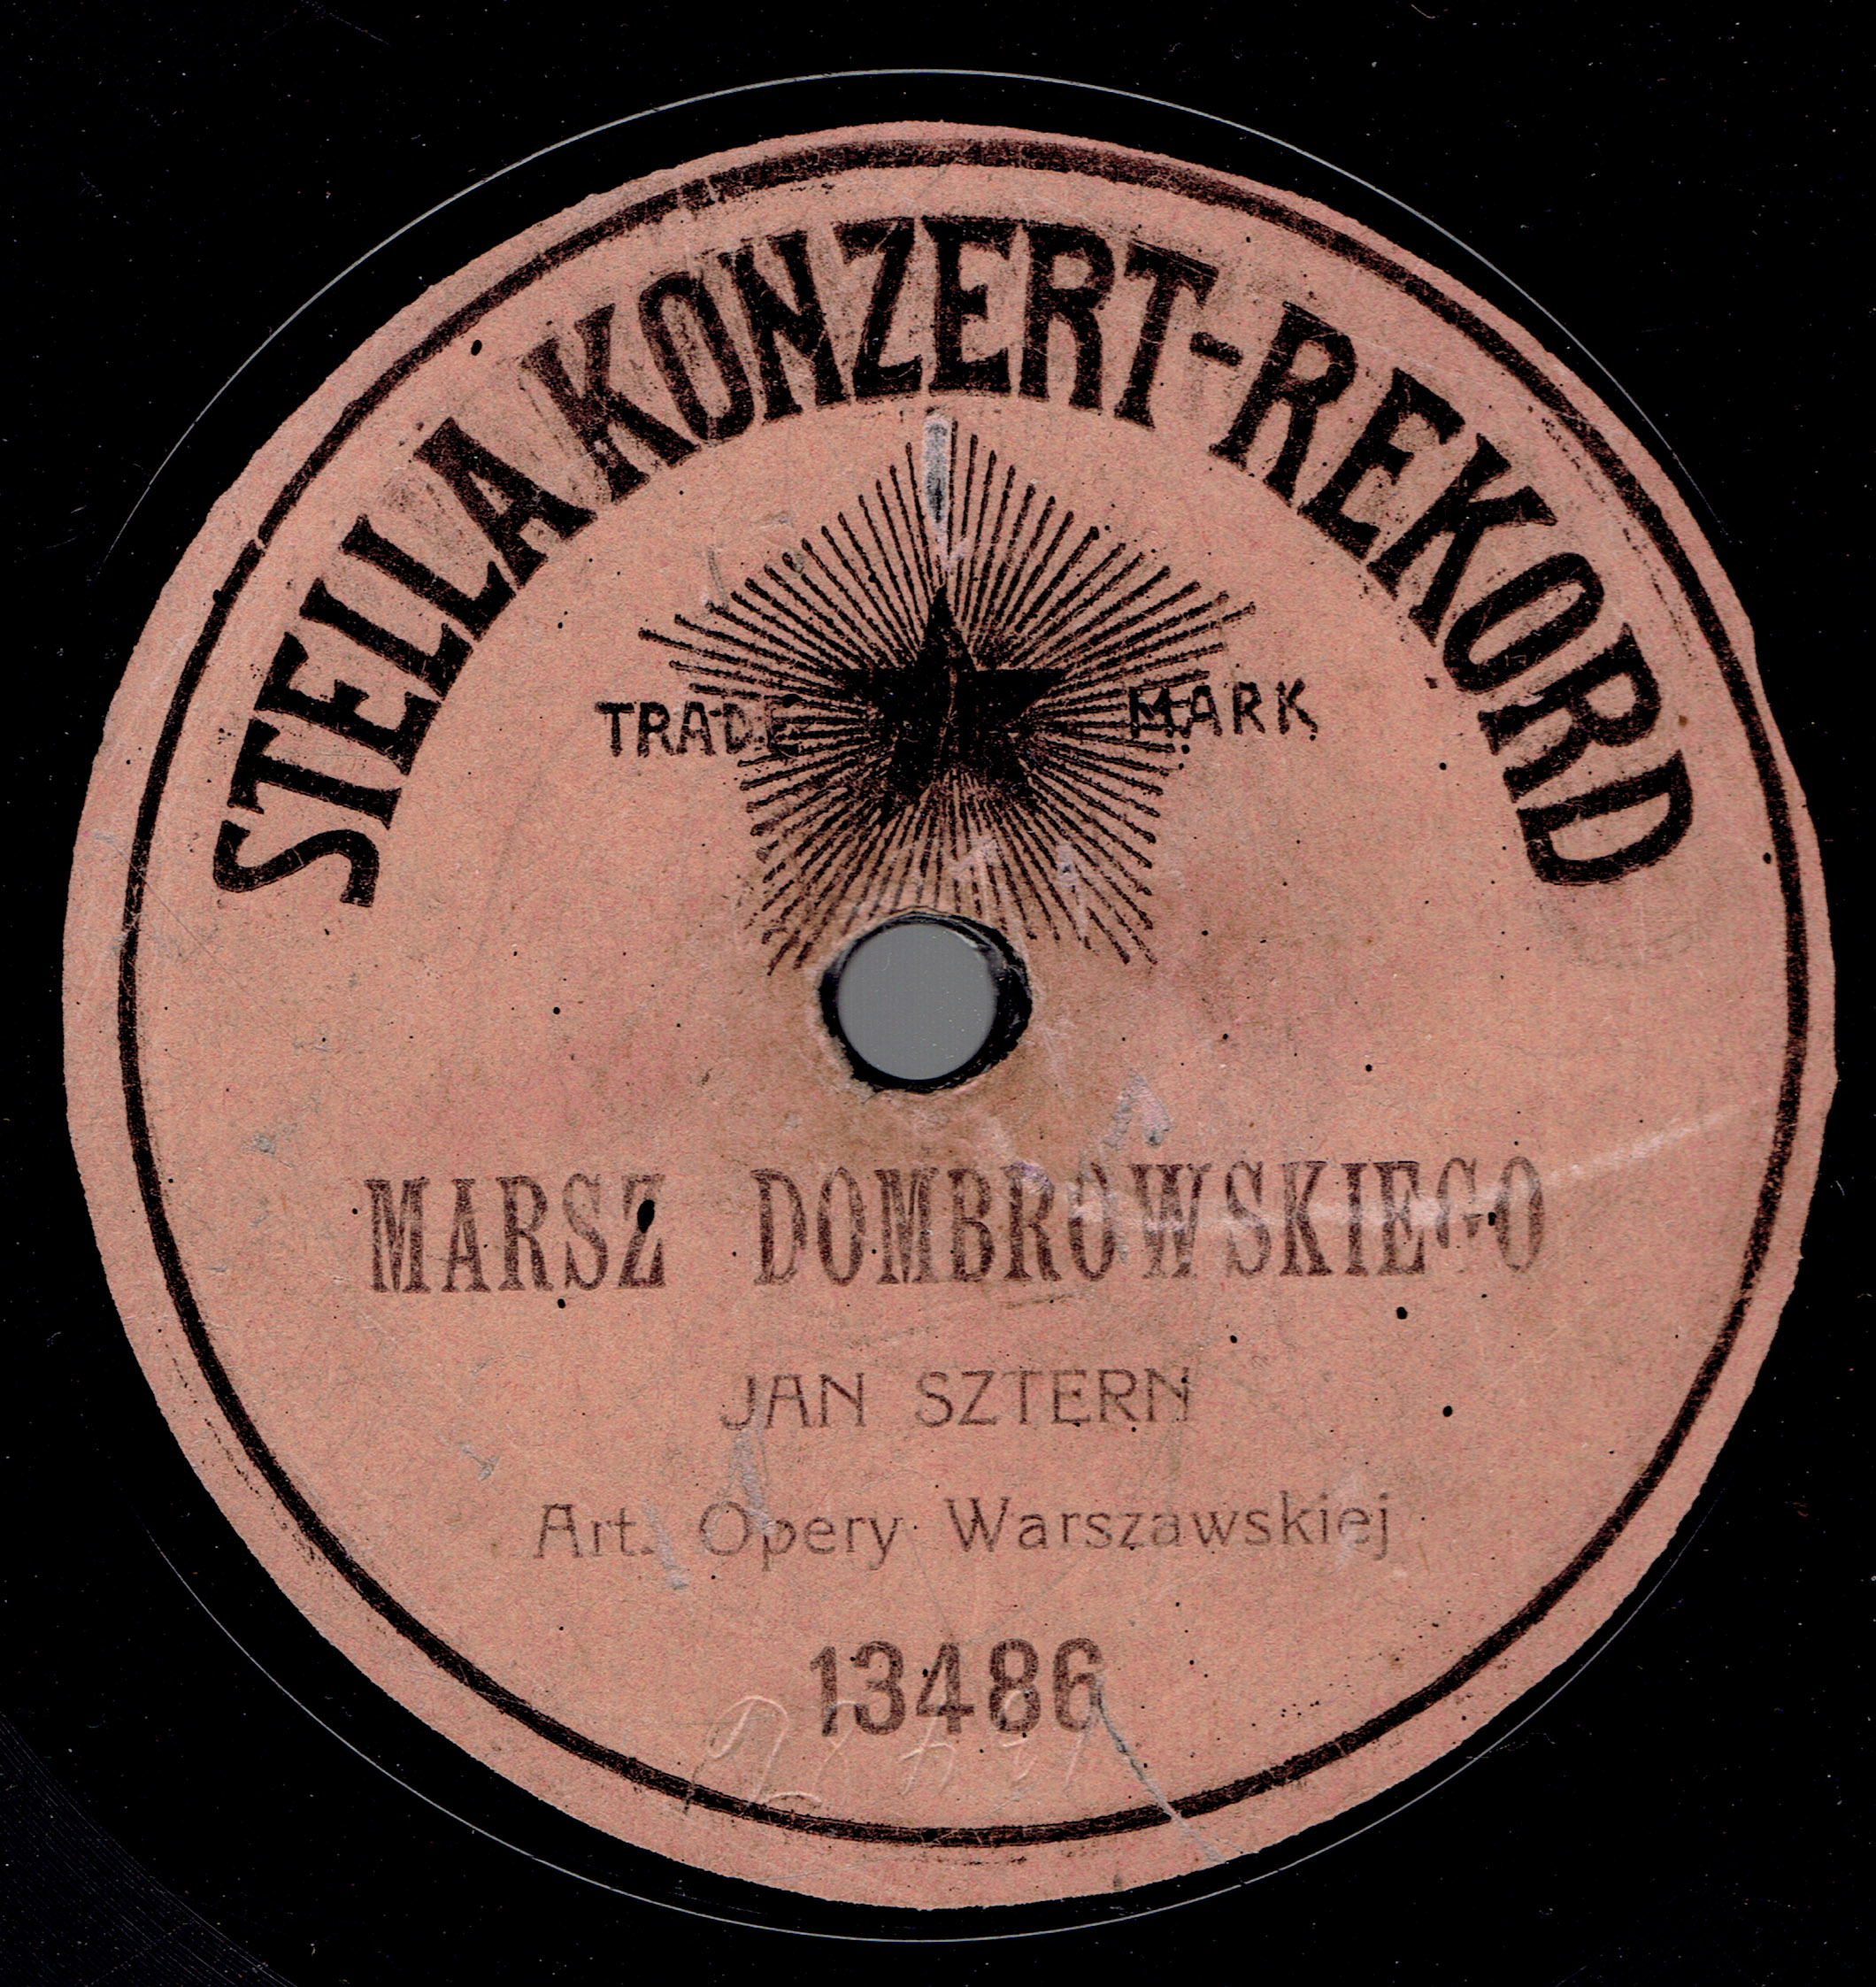 STELLA KONZERT-REKORD
TRADE MARK
MARSZ DOMBROWSKIEGO
JAN SZTERN
Art. Opery Warszawskiej
13486